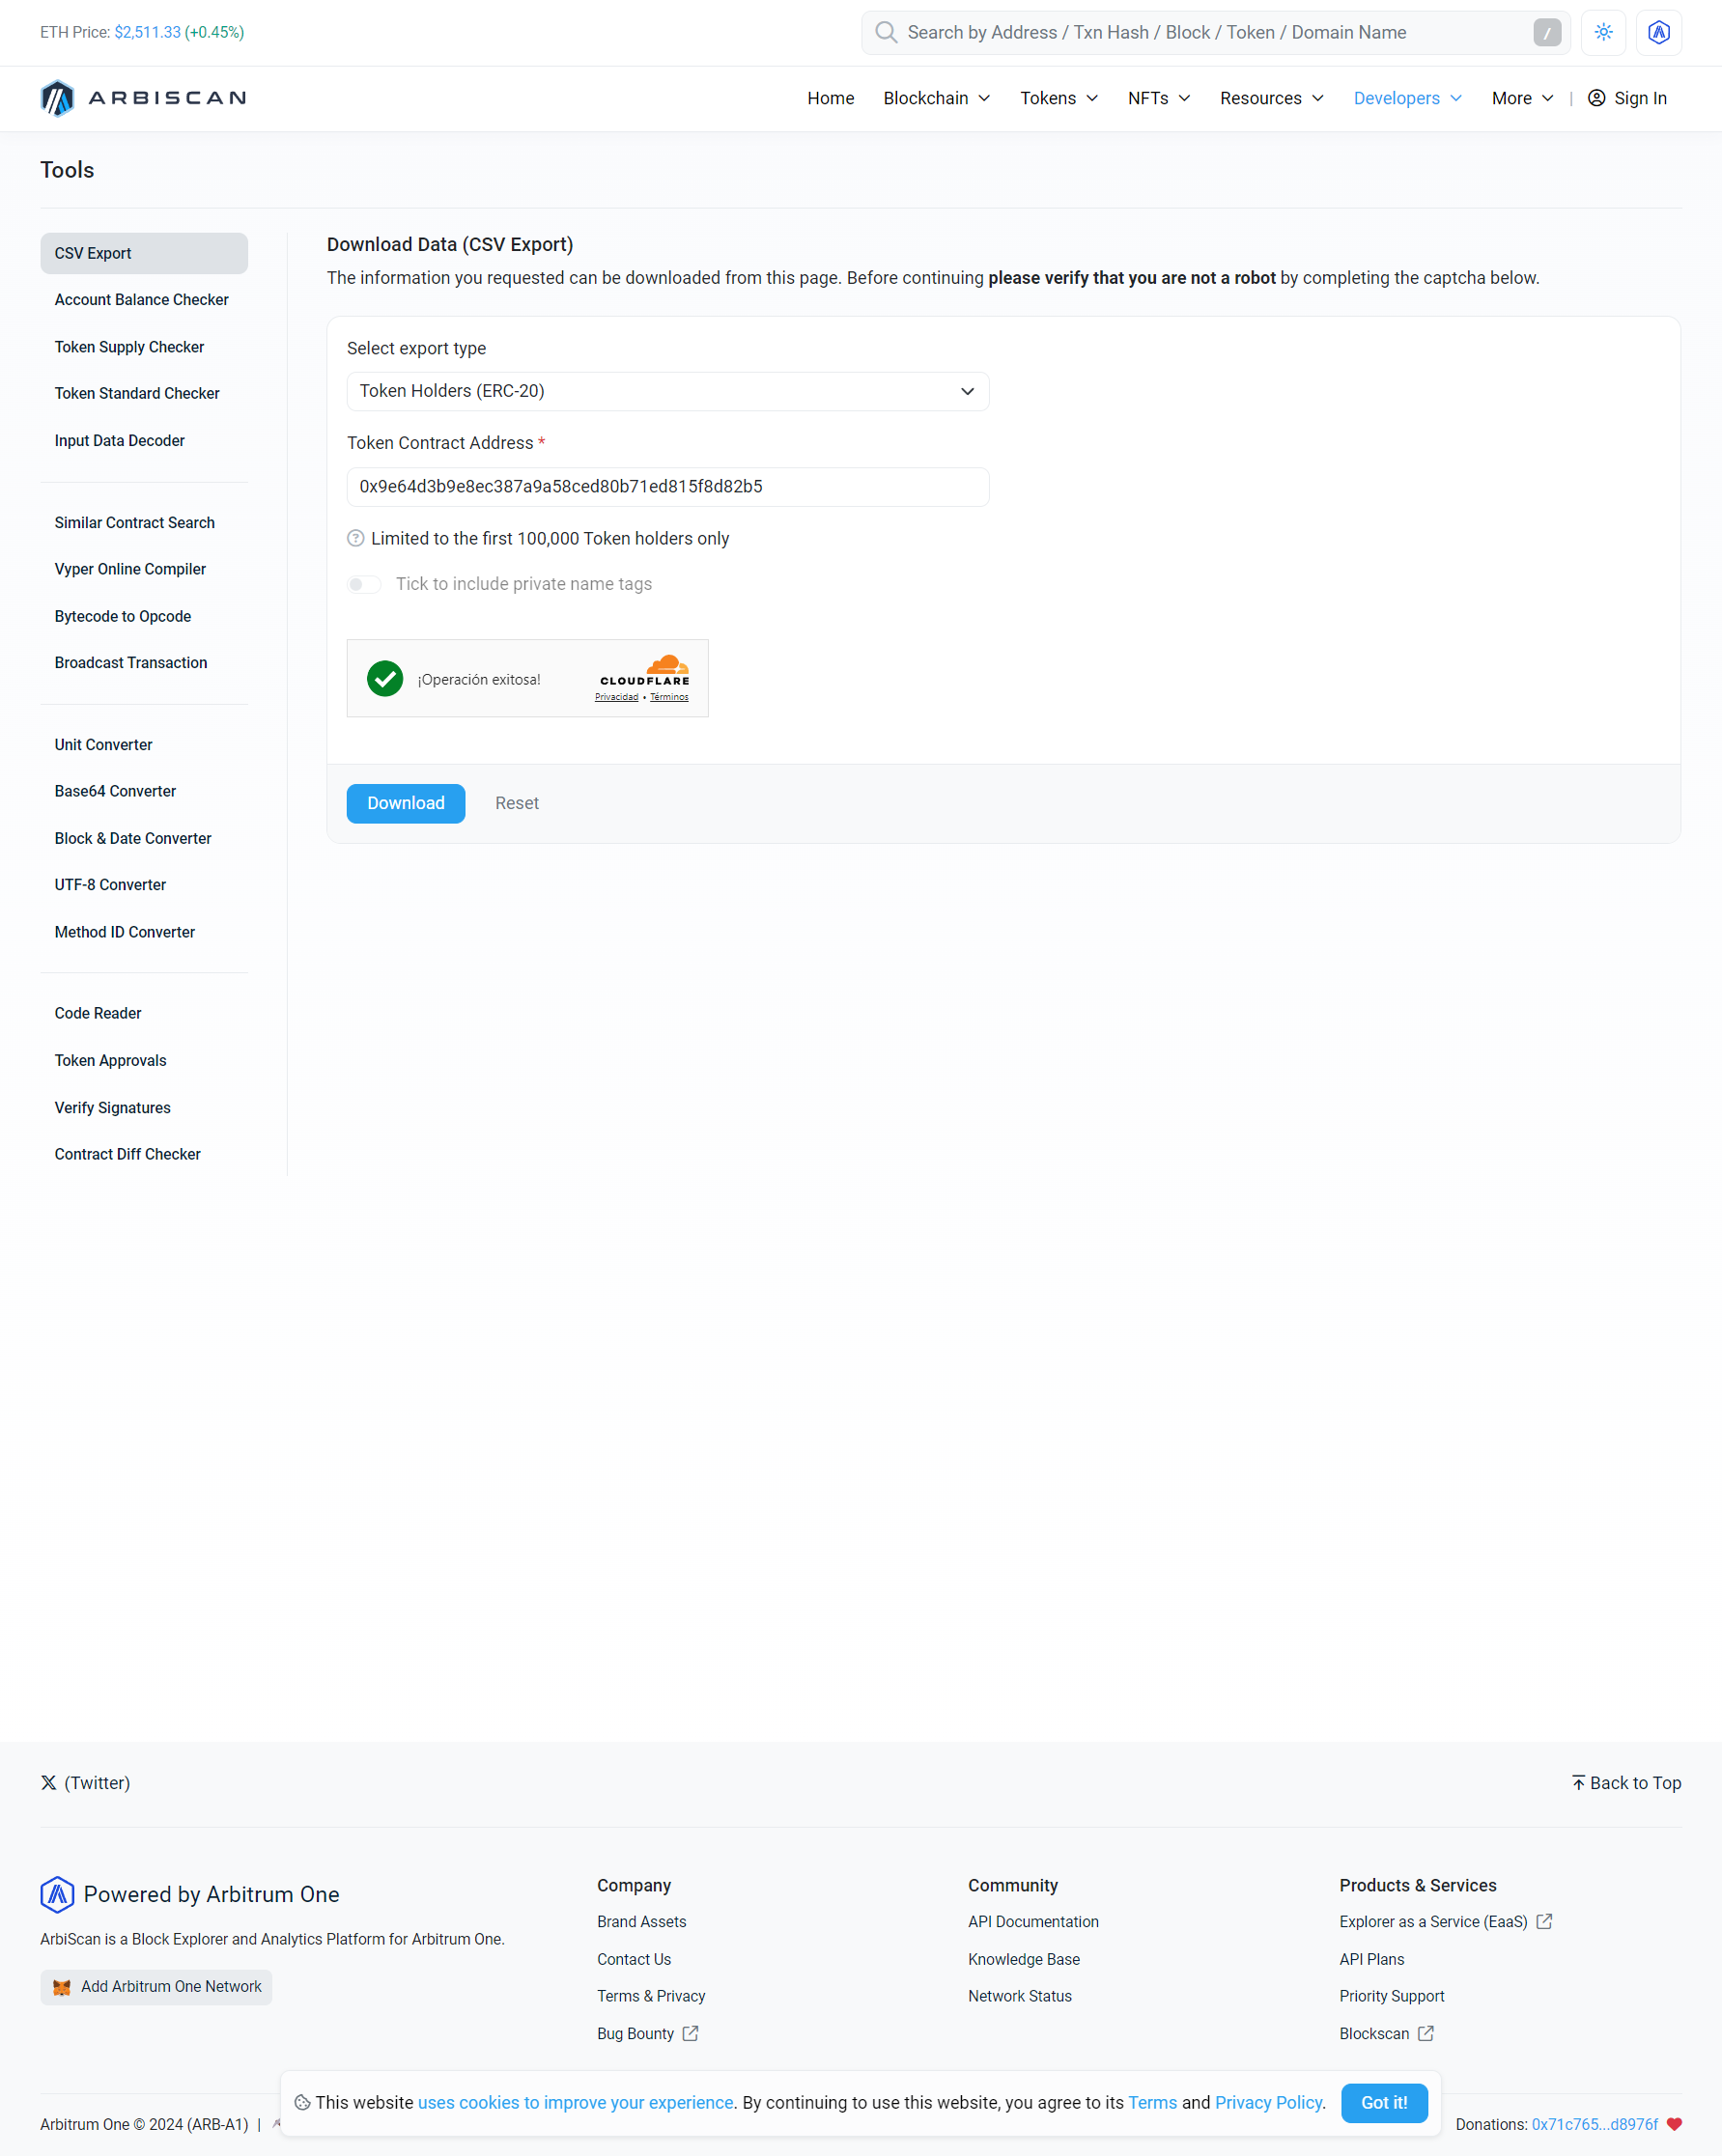 ETH Price: $2,511.33 (+0.45%)
Search by Address / Txn Hash / Block / Token / Domain Name
/
ARBISCAN
Home
Blockchain
Tokens
NFTs
Resources
Developers
More
|
Sign In
Tools
CSV Export
Account Balance Checker
Token Supply Checker
Token Standard Checker
Input Data Decoder
Similar Contract Search
Vyper Online Compiler
Bytecode to Opcode
Broadcast Transaction
Unit Converter
Base64 Converter
Block & Date Converter
UTF-8 Converter
Method ID Converter
Code Reader
Token Approvals
Verify Signatures
Contract Diff Checker
Download Data (CSV Export)
The information you requested can be downloaded from this page. Before continuing please verify that you are not a robot by completing the captcha below.
Select export type
Token Holders (ERC-20)
Token Contract Address *
0x9e64d3b9e8ec387a9a58ced80b71ed815f8d82b5
Limited to the first 100,000 Token holders only
Tick to include private name tags
¡Operación exitosa!
CLOUDFLARE
Privacidad • Términos
Download
Reset
X (Twitter)
Back to Top
Powered by Arbitrum One
ArbiScan is a Block Explorer and Analytics Platform for Arbitrum One.
Add Arbitrum One Network
Company
Brand Assets
Contact Us
Terms & Privacy
Bug Bounty
Community
API Documentation
Knowledge Base
Network Status
Products & Services
Explorer as a Service (EaaS)
API Plans
Priority Support
Blockscan
This website uses cookies to improve your experience. By continuing to use this website, you agree to its Terms and Privacy Policy.
Got it!
Arbitrum One © 2024 (ARB-A1) |
Donations: 0x71c765...d8976f